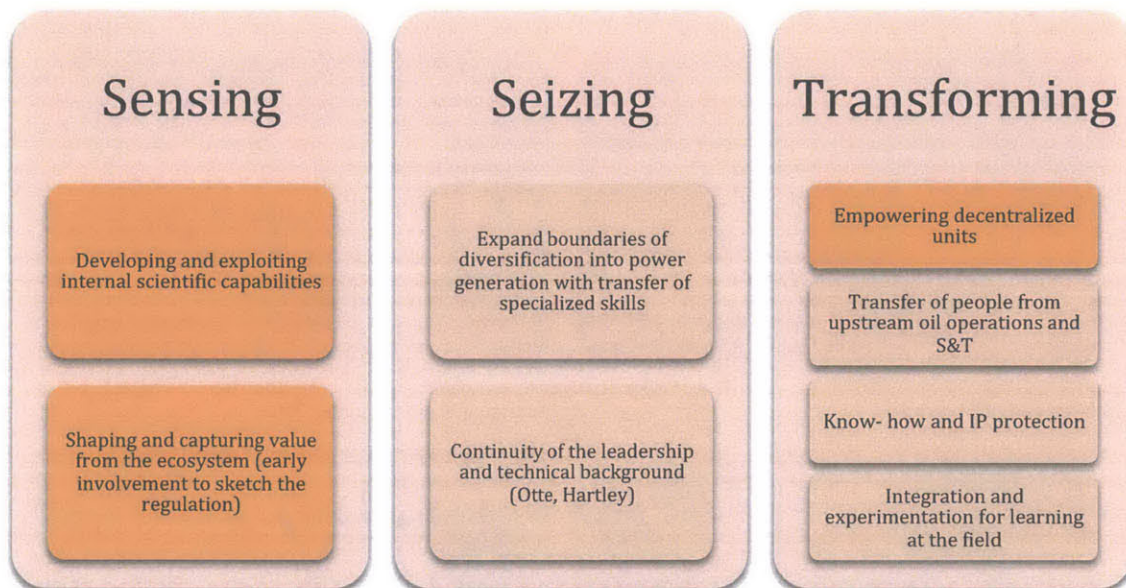 Sensing
Developing and exploiting
internal scientific capabilities
Shaping and capturing value
from the ecosystem (early
involvement to sketch the
regulation)
Seizing
Expand boundaries of
diversification into power
generation with transfer of
specialized skills
Continuity of the leadership
and technical background
(Otte, Hartley)
Transforming
Empowering decentralized
units
Transfer of people from
upstream oil operations and
S&T
Know- how and IP protection
Integration and
experimentation for learning
at the field